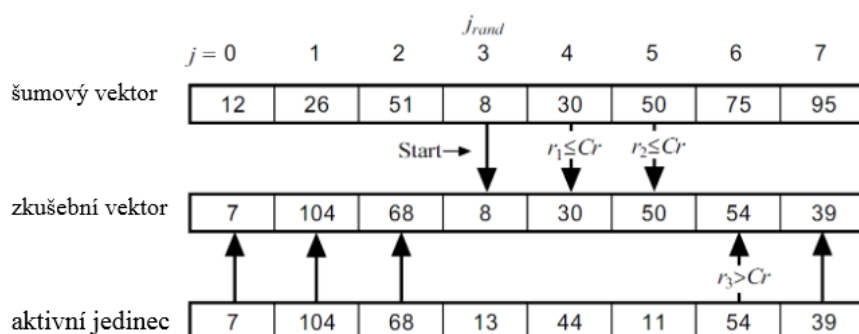 j_rand
j = 0 1 2 3 4 5 6 7
šumový vektor 12 26 51 8 30 50 75 95
Start→ r₁≤Cr r₂≤Cr
zkušební vektor 7 104 68 8 30 50 54 39
r₃>Cr
aktivní jedinec 7 104 68 13 44 11 54 39